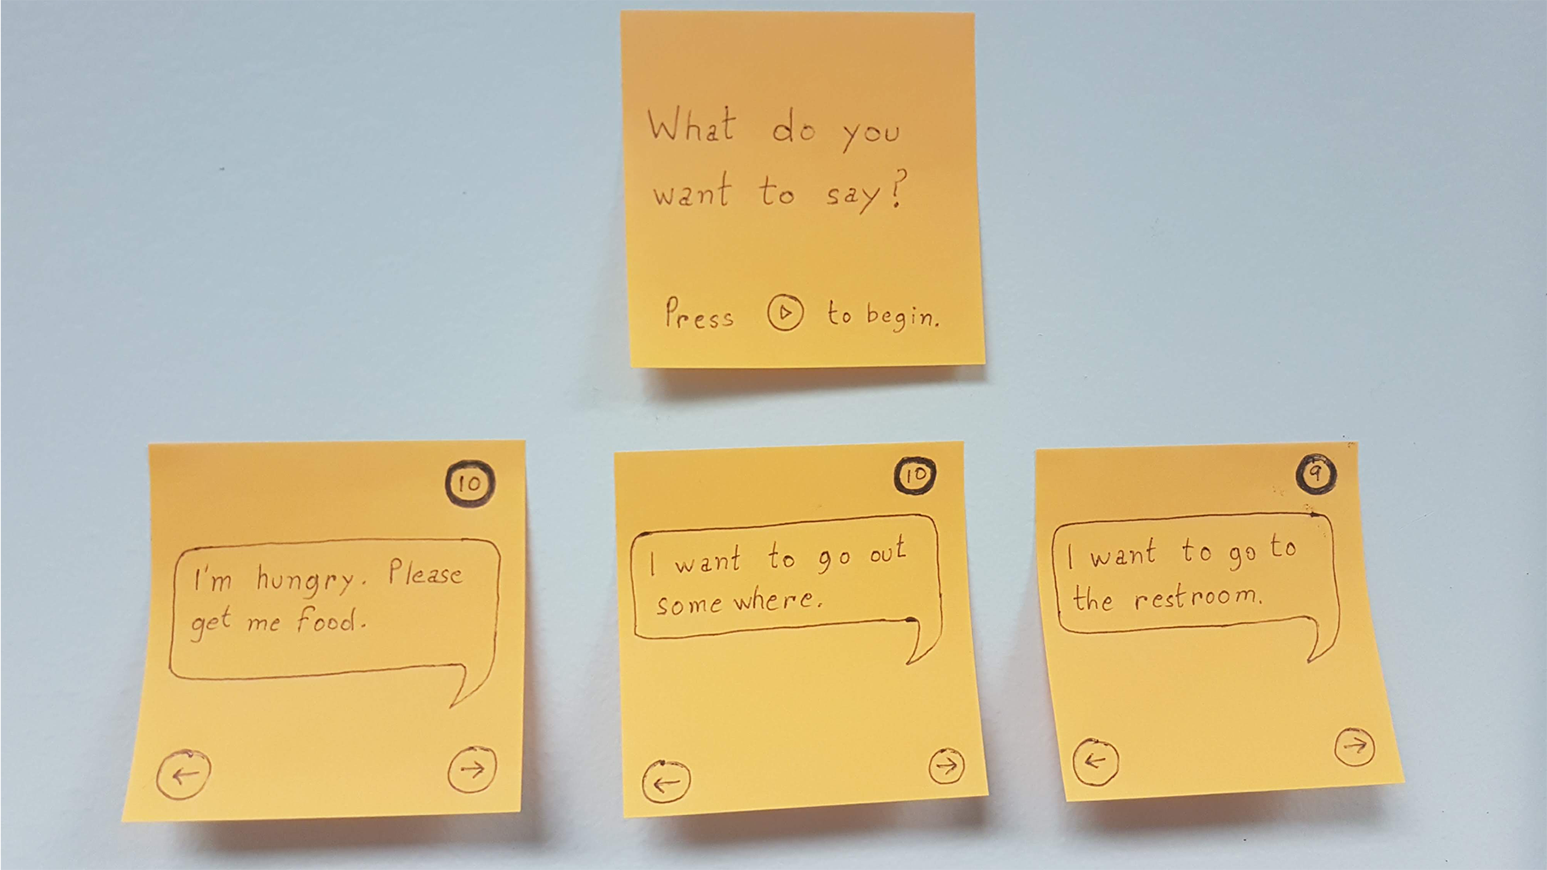 What do you
want to say?
Press ▷ to begin.
10
I'm hungry. Please
get me food.
← →
10
I want to go out
some where.
← →
9
I want to go to
the restroom.
← →